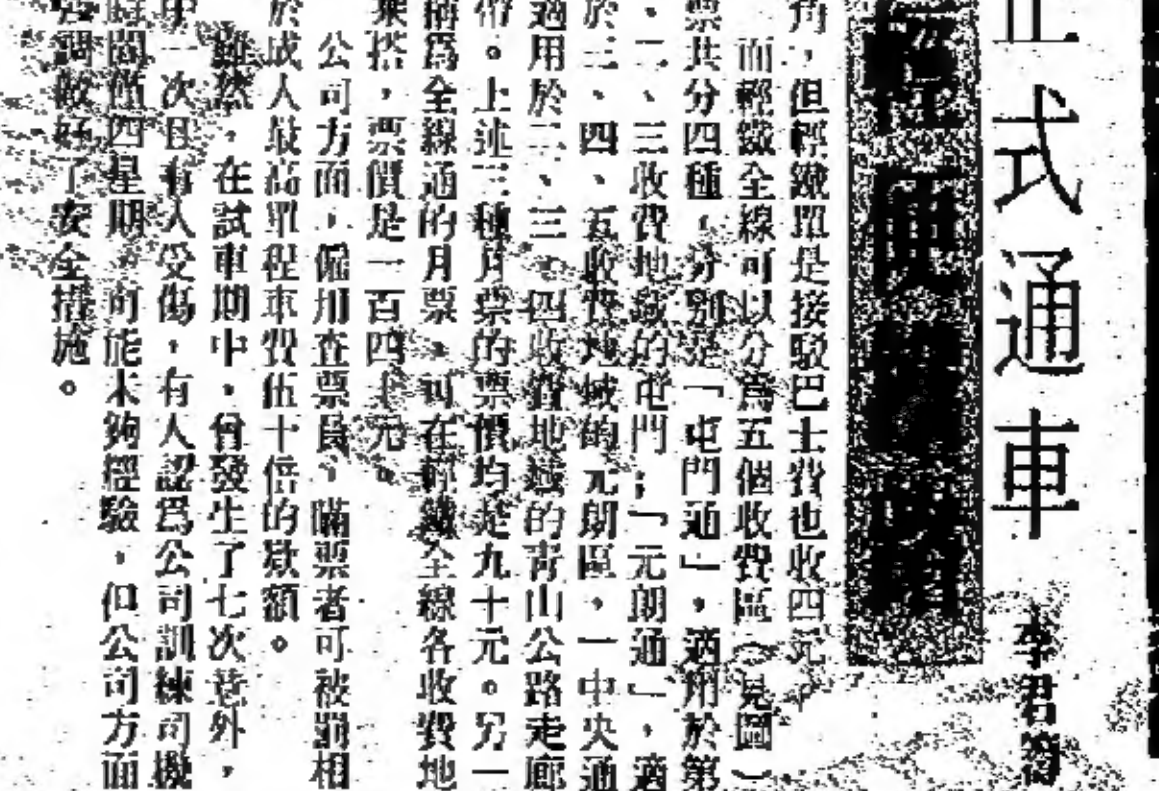 正式通車
李君
角，但輕鐵單是接駁巴士費也收四元
而輕鐵全線可以分為五個收費區（見圖）
票共分四種，分別是「屯門通」，適用於第
、二、三收費地域的屯門；「元朗通」，適
於三、四、五收費地域的元朗區，一中央通
適用於二、三、四收費地域的青山公路走廊
俗。上述三種月票的票價均是九十元。另一
稱為全線通的月票，可在輕鐵全線各收費地
乘搭，票價是一百四十元。
公司方面，僱用查票員，瞞票者可被罰相
於成人最高單程車費伍十倍的欵額。
雖然，在試車期中，曾發生了七次意外，
中一次且有人受傷，有人認爲公司訓練司機
時間僅四星期，可能未夠經驗，但公司方面
強調做好了安全措施。